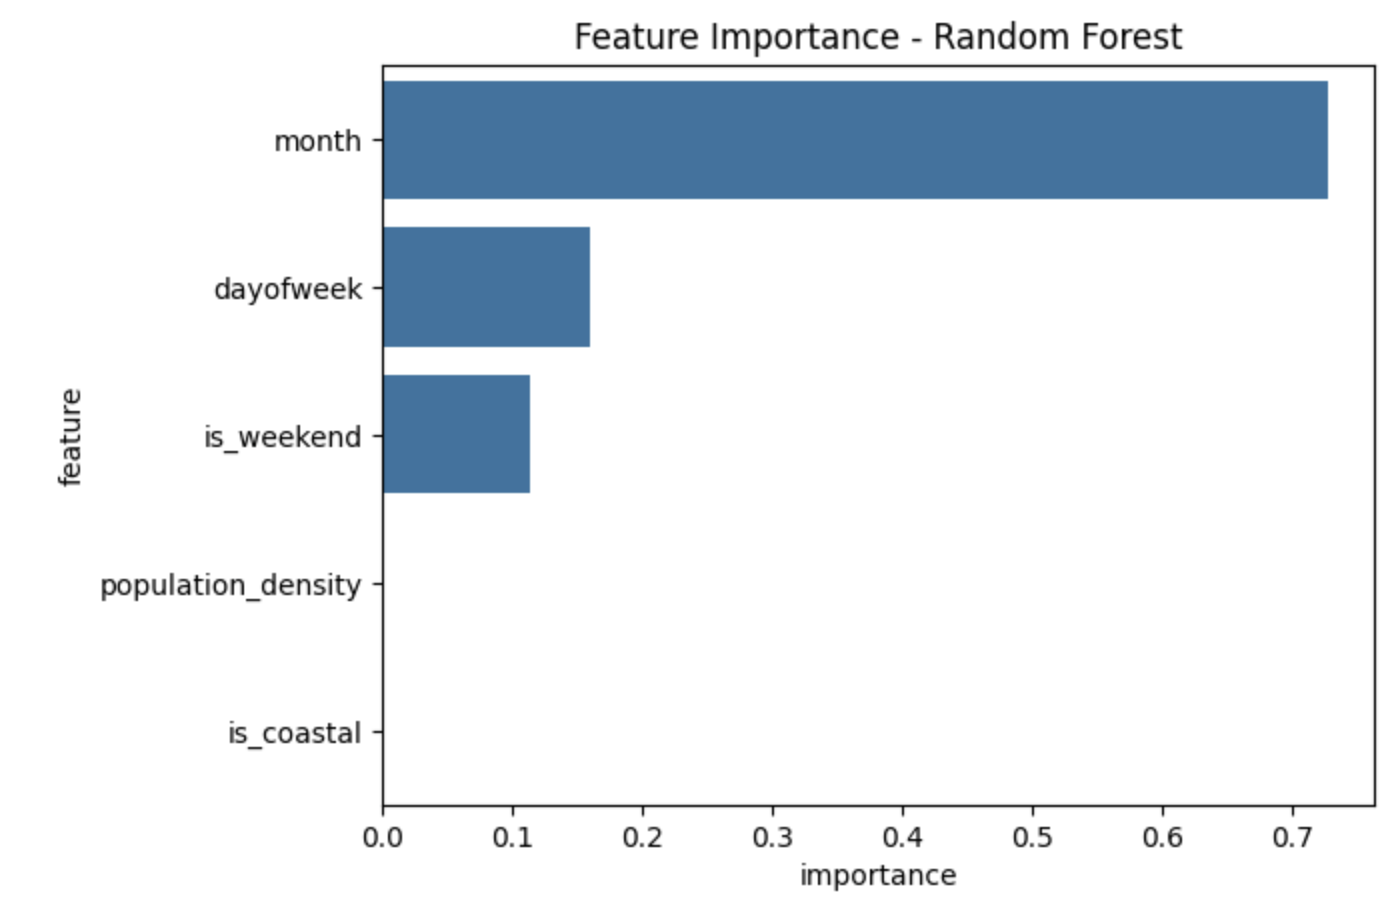 Feature Importance - Random Forest
month
dayofweek
is_weekend
population_density
is_coastal
feature
0.0 0.1 0.2 0.3 0.4 0.5 0.6 0.7
importance